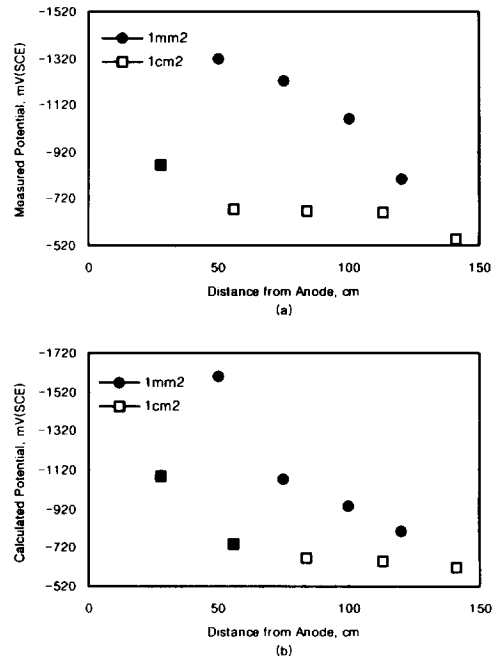 -1520
-1320
-1120
-920
-720
-520
Measured Potential, mV(SCE)
1mm2
1cm2
0 50 100 150
Distance from Anode, cm
(a)
-1720
-1520
-1320
-1120
-920
-720
-520
Calculated Potential, mV(SCE)
1mm2
1cm2
0 50 100 150
Distance from Anode, cm
(b)